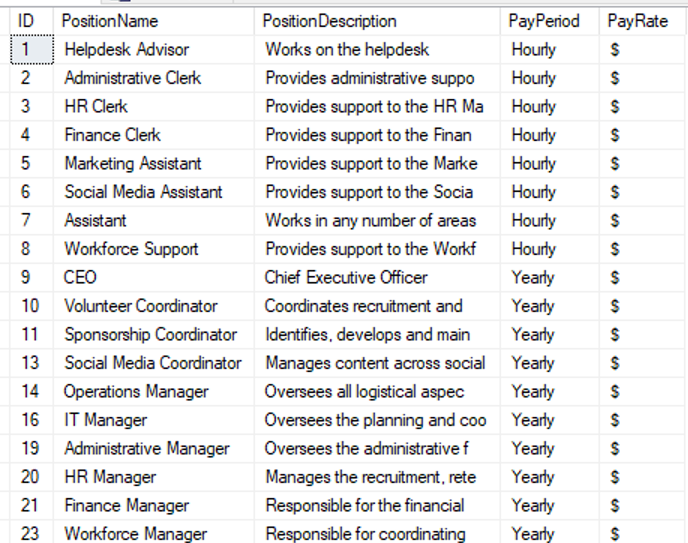 ID PositionName PositionDescription PayPeriod PayRate
1 Helpdesk Advisor Works on the helpdesk Hourly $
2 Administrative Clerk Provides administrative suppo Hourly $
3 HR Clerk Provides support to the HR Ma Hourly $
4 Finance Clerk Provides support to the Finan Hourly $
5 Marketing Assistant Provides support to the Marke Hourly $
6 Social Media Assistant Provides support to the Socia Hourly $
7 Assistant Works in any number of areas Hourly $
8 Workforce Support Provides support to the Workf Hourly $
9 CEO Chief Executive Officer Yearly $
10 Volunteer Coordinator Coordinates recruitment and Yearly $
11 Sponsorship Coordinator Identifies, develops and main Yearly $
13 Social Media Coordinator Manages content across social Yearly $
14 Operations Manager Oversees all logistical aspec Yearly $
16 IT Manager Oversees the planning and coo Yearly $
19 Administrative Manager Oversees the administrative f Yearly $
20 HR Manager Manages the recruitment, rete Yearly $
21 Finance Manager Responsible for the financial Yearly $
23 Workforce Manager Responsible for coordinating Yearly $